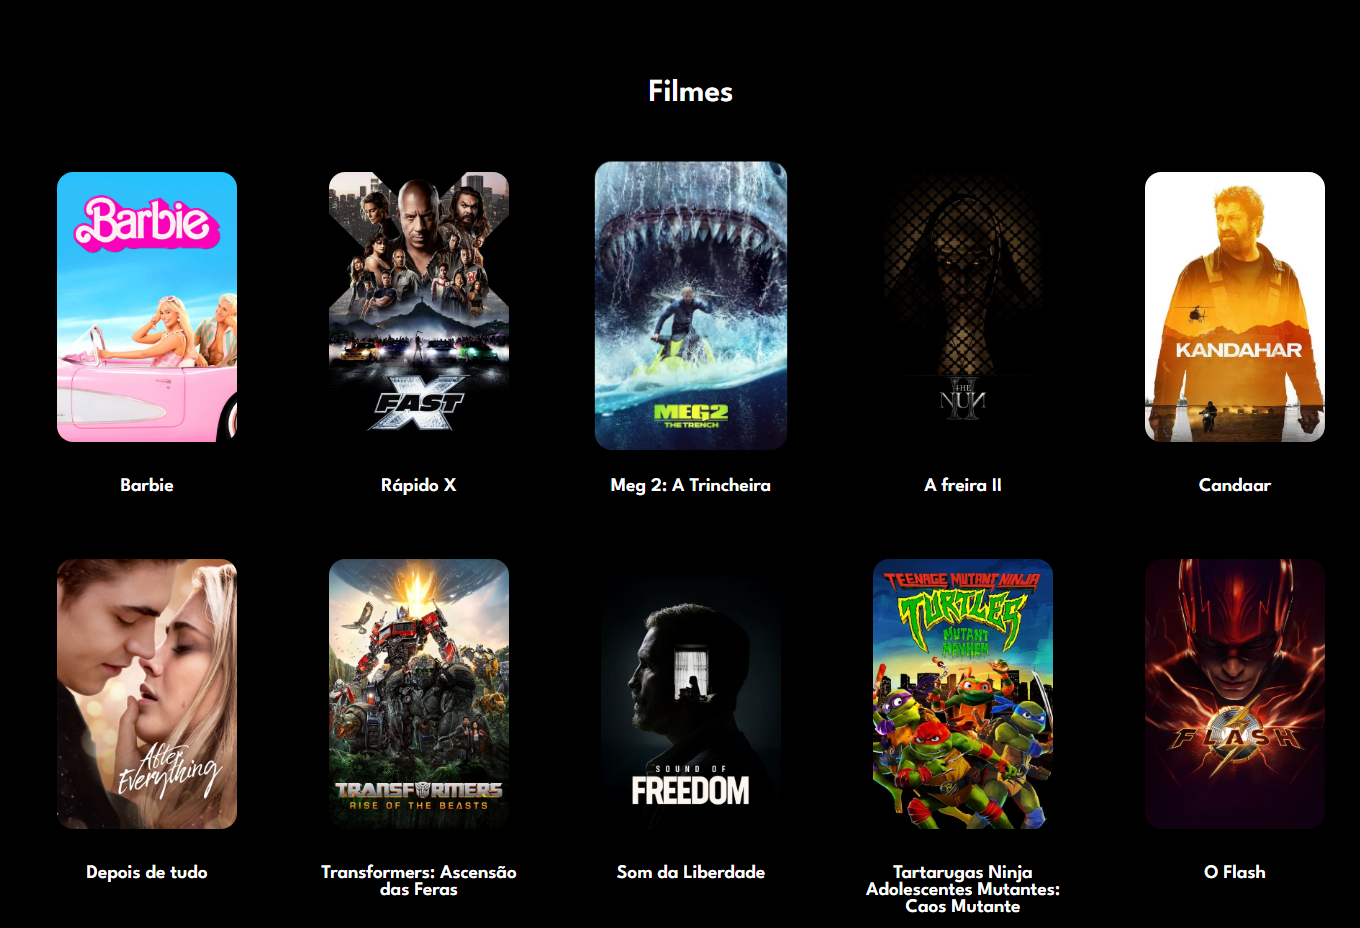 Filmes
Barbie
FAST
X
MEG2
THE TRENCH
THE
NUN
II
KANDAHAR
Barbie
Rápido X
Meg 2: A Trincheira
A freira II
Candaar
After
Everything
TRANSFORMERS
RISE OF THE BEASTS
SOUND OF
FREEDOM
TEENAGE MUTANT NINJA
TURTLES
MUTANT
MAYHEM
FLASH
Depois de tudo
Transformers: Ascensão
das Feras
Som da Liberdade
Tartarugas Ninja
Adolescentes Mutantes:
Caos Mutante
O Flash